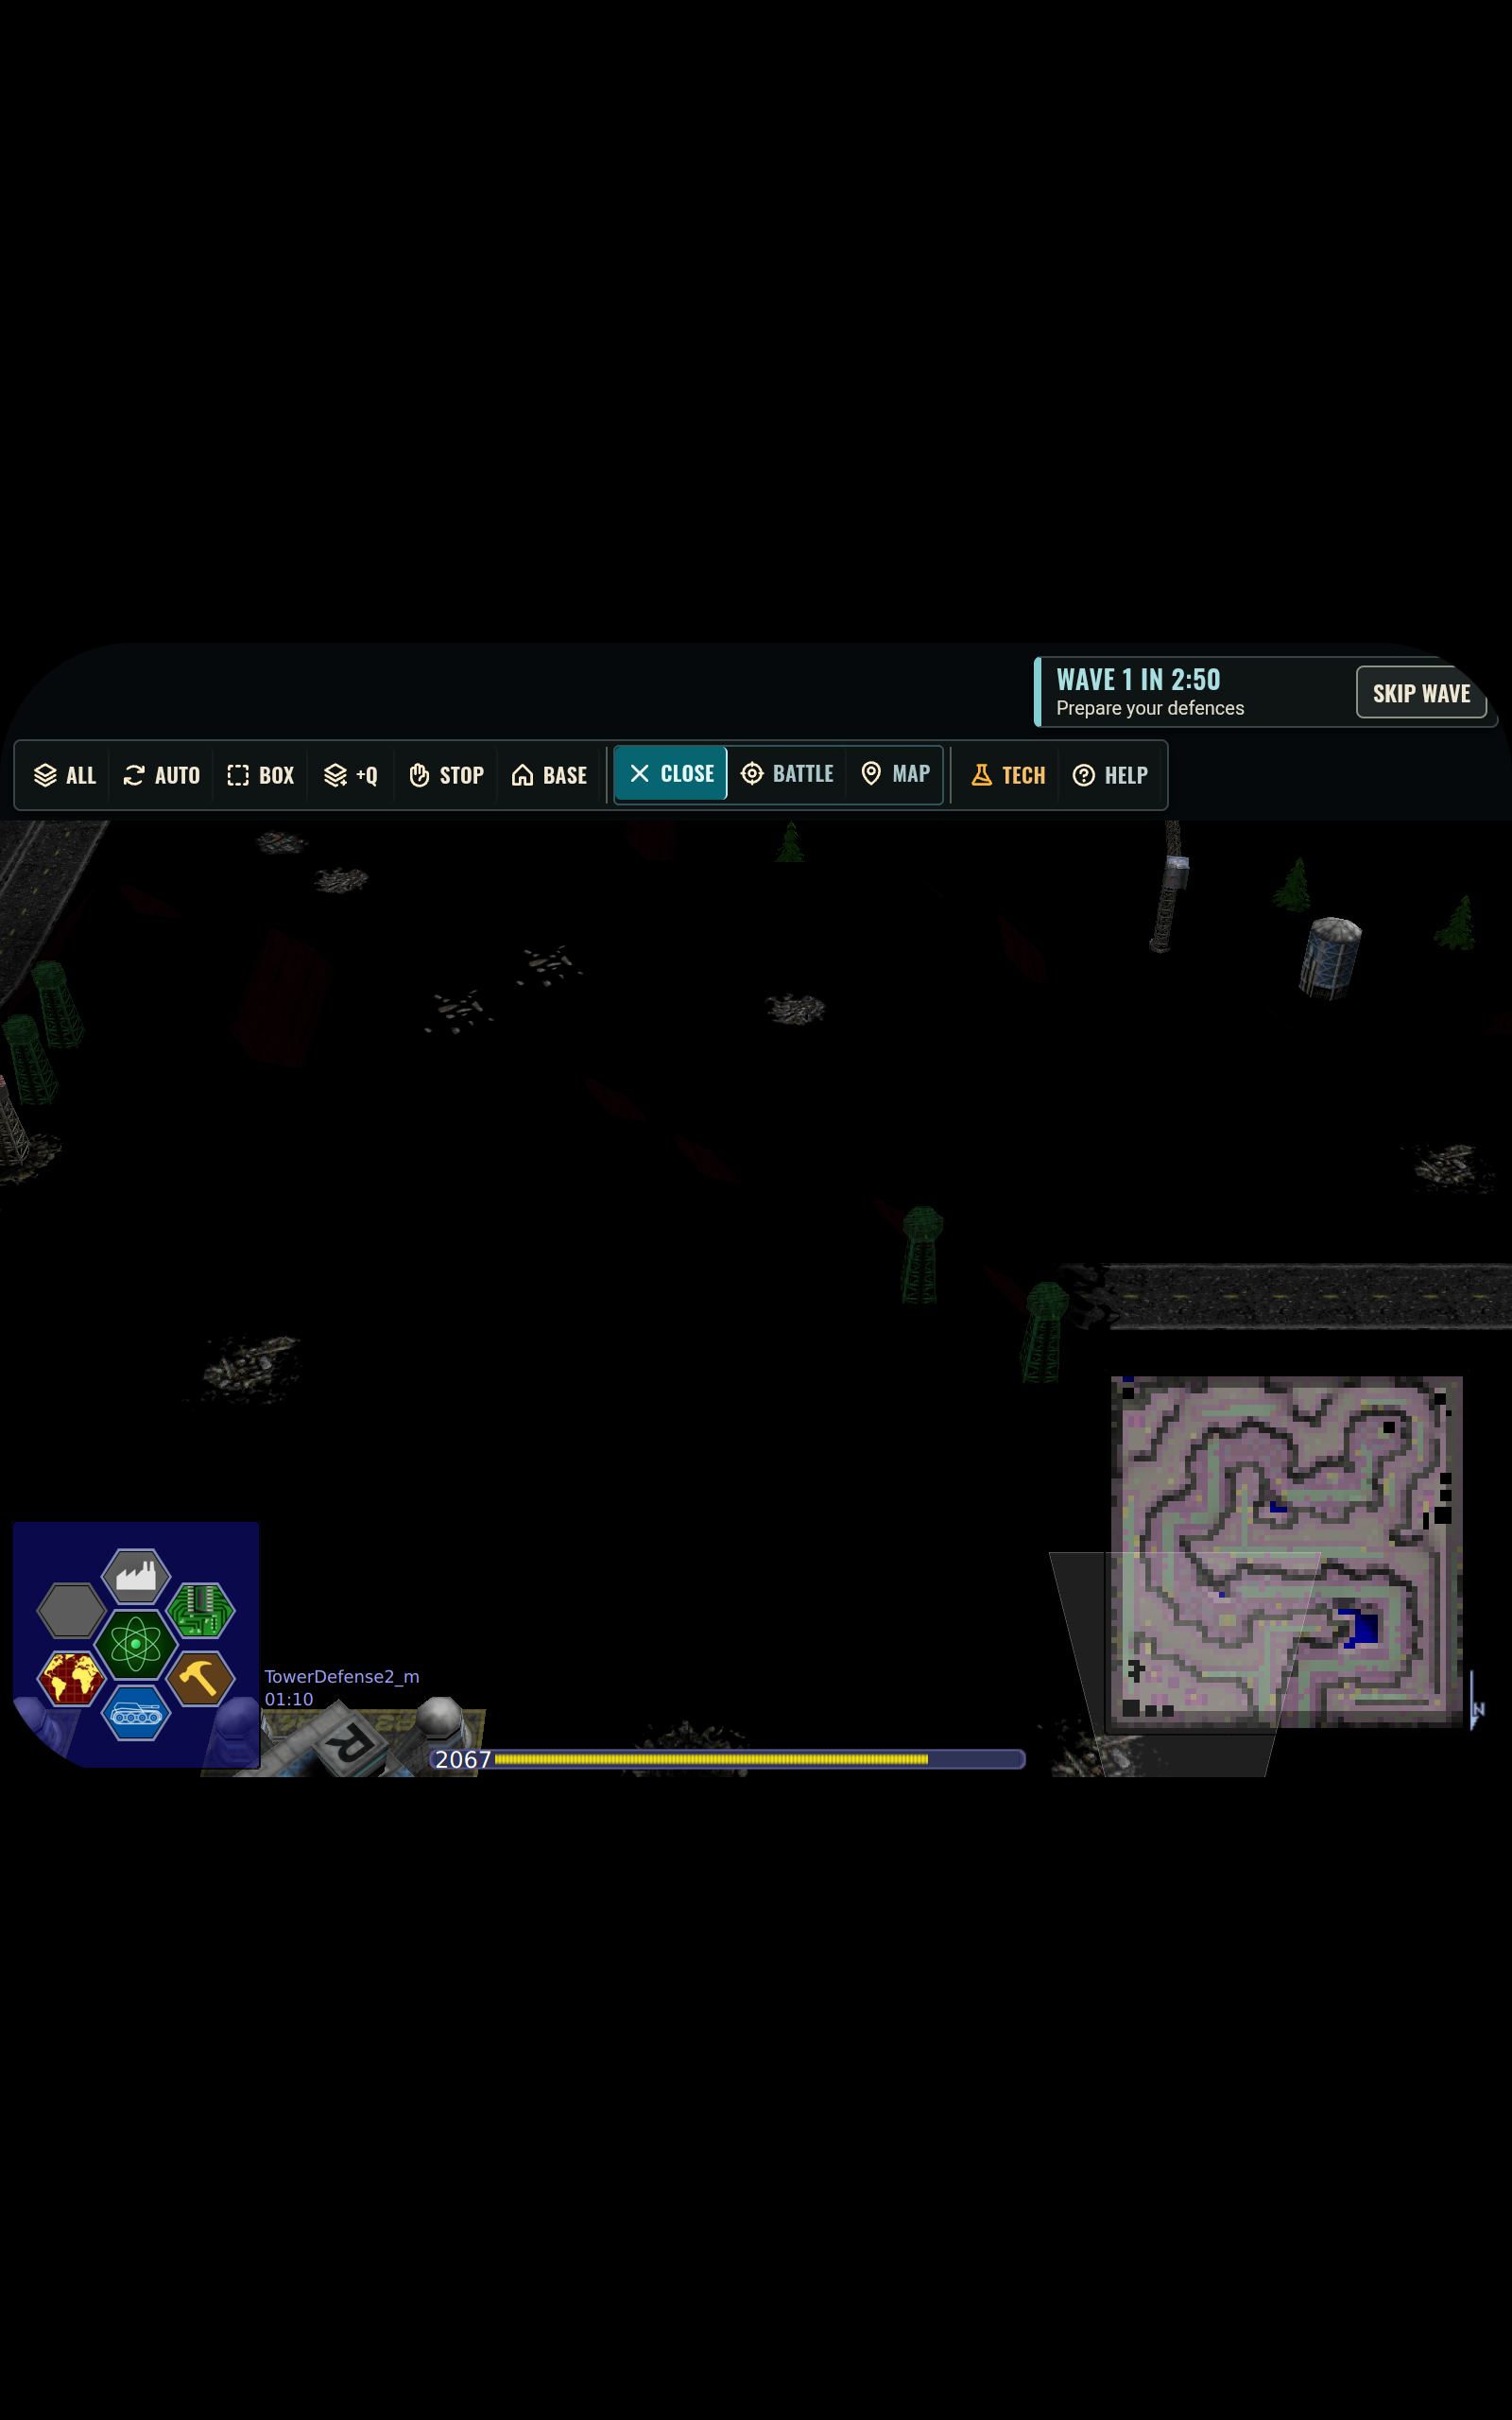 WAVE 1 IN 2:50
Prepare your defences
SKIP WAVE
ALL AUTO BOX +Q STOP BASE CLOSE BATTLE MAP TECH HELP
TowerDefense2_m
01:10
R
2067
N